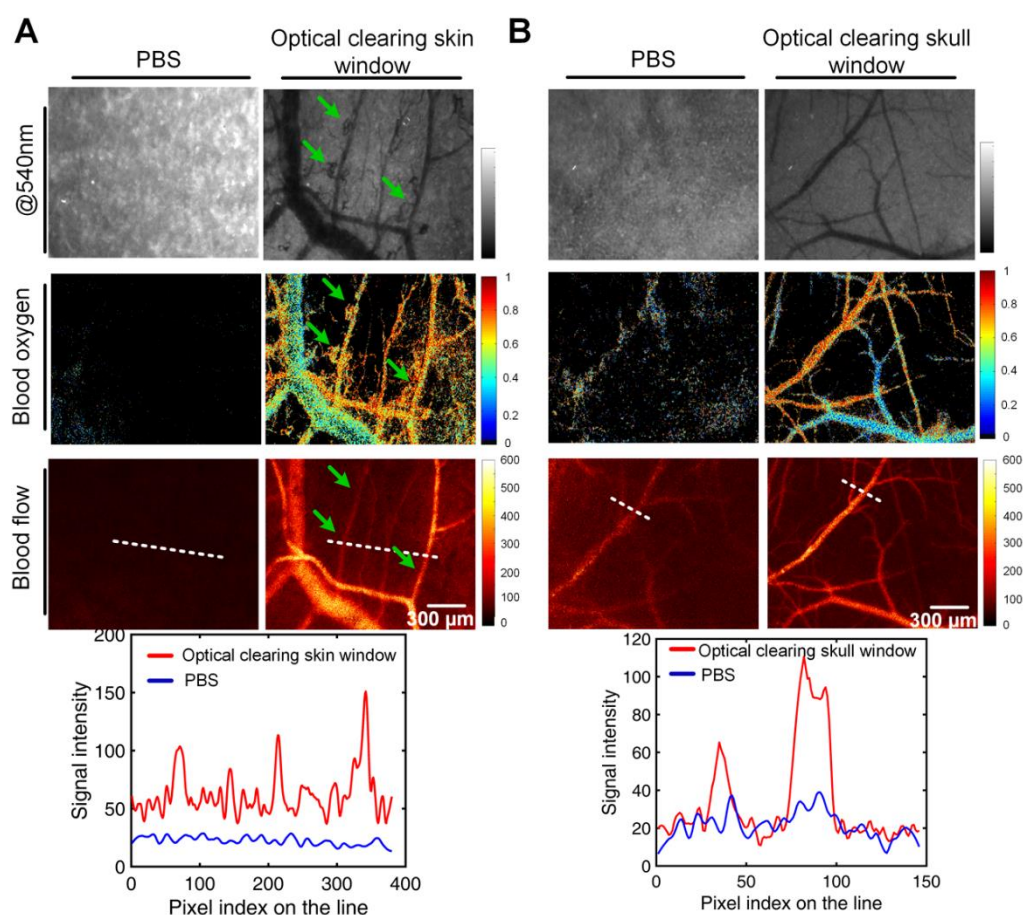 A
PBS
Optical clearing skin
window
B
PBS
Optical clearing skull
window
@540nm
Blood oxygen
1
0.8
0.6
0.4
0.2
0
1
0.8
0.6
0.4
0.2
0
Blood flow
300 µm
600
500
400
300
200
100
0
300 µm
600
500
400
300
200
100
0
Signal intensity
200
150
100
50
0
Optical clearing skin window
PBS
0
100
200
300
400
Pixel index on the line
Signal intensity
120
100
80
60
40
20
0
Optical clearing skull window
PBS
0
50
100
150
Pixel index on the line